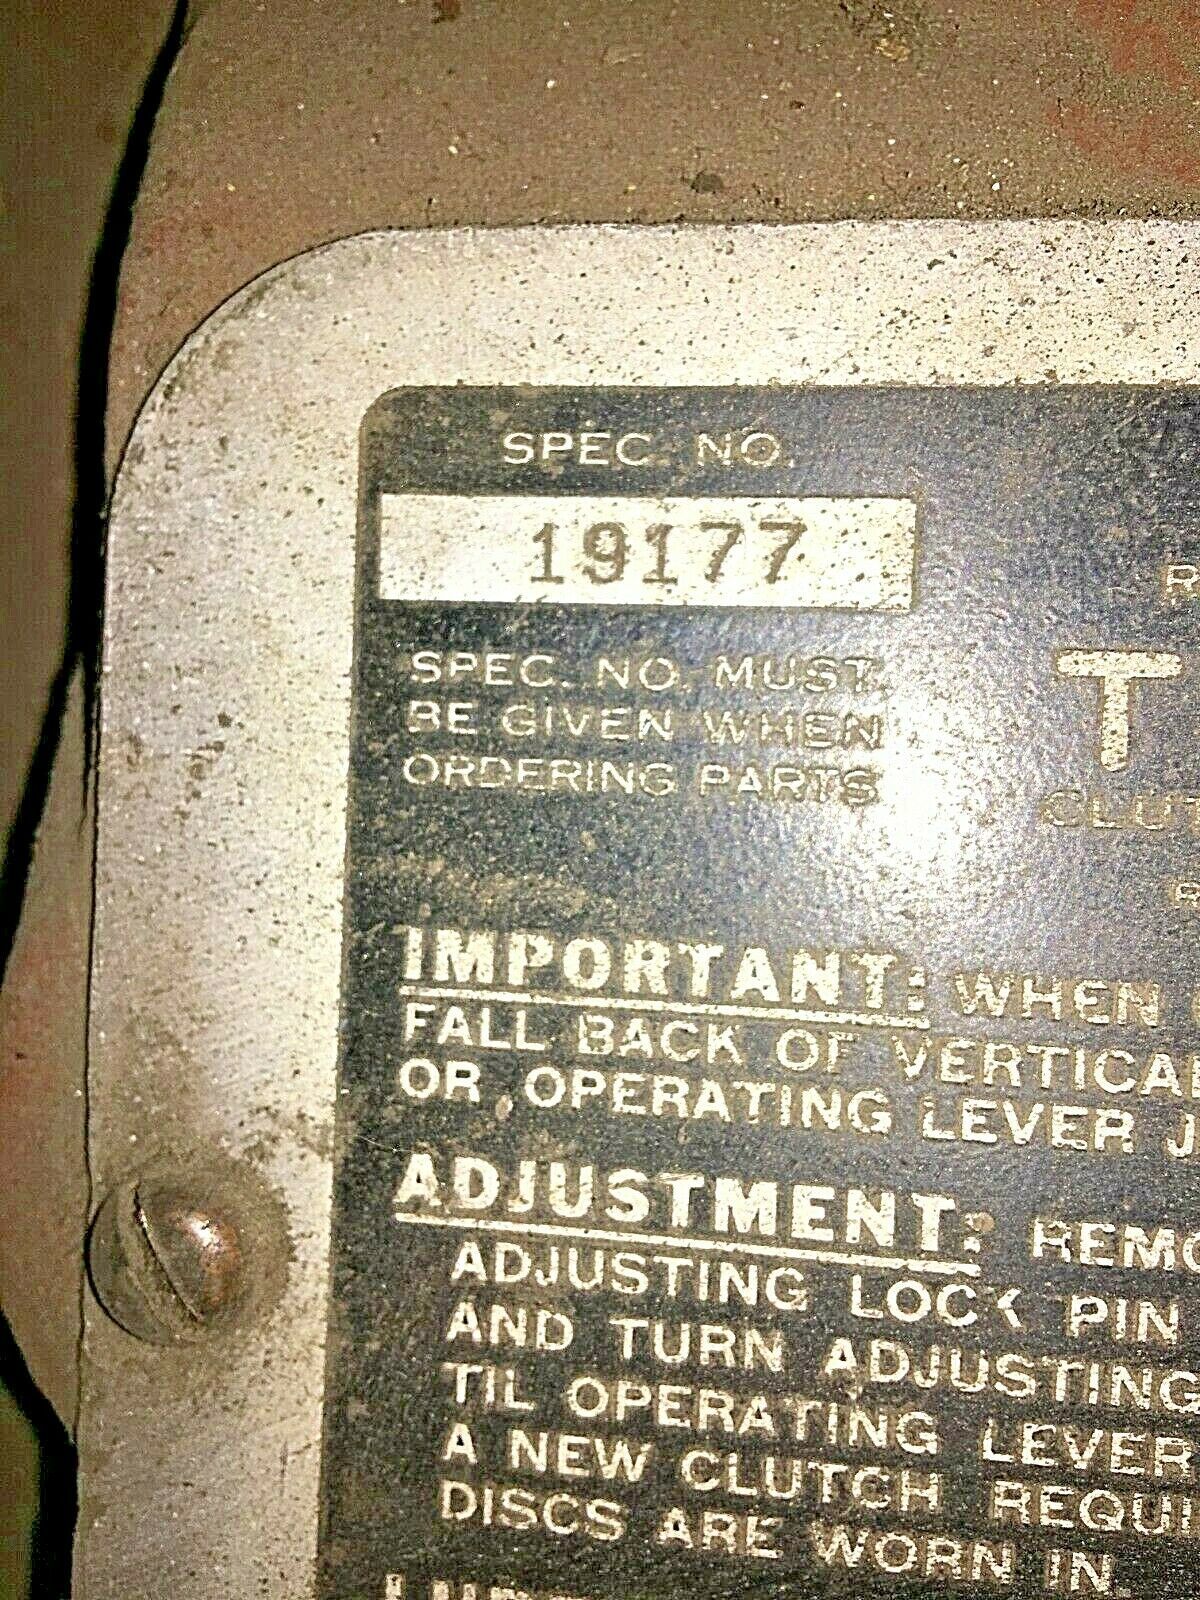 SPEC. NO.
19177
SPEC. NO. MUST
BE GIVEN WHEN
ORDERING PARTS
R
T
CLUT
IMPORTANT: WHEN
FALL BACK OF VERTICA
OR OPERATING LEVER J
ADJUSTMENT: REMO
ADJUSTING LOCK PIN
AND TURN ADJUSTING
TIL OPERATING LEVER
A NEW CLUTCH REQUI
DISCS ARE WORN IN.